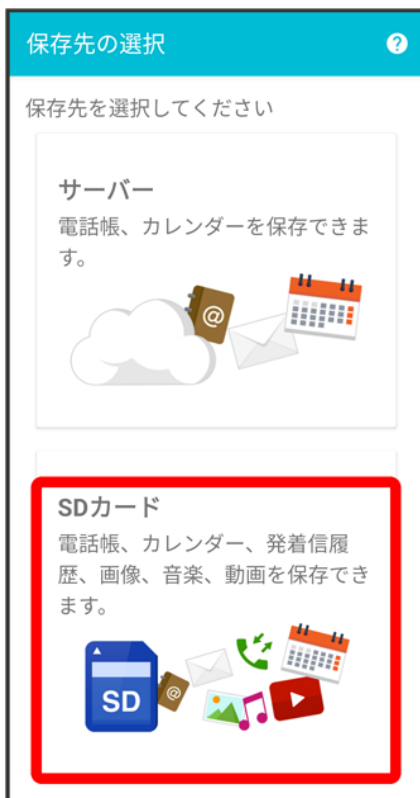 保存先の選択
?
保存先を選択してください
サーバー
電話帳、カレンダーを保存できま
す。
@
SDカード
電話帳、カレンダー、発着信履
歴、画像、音楽、動画を保存でき
ます。
SD
@